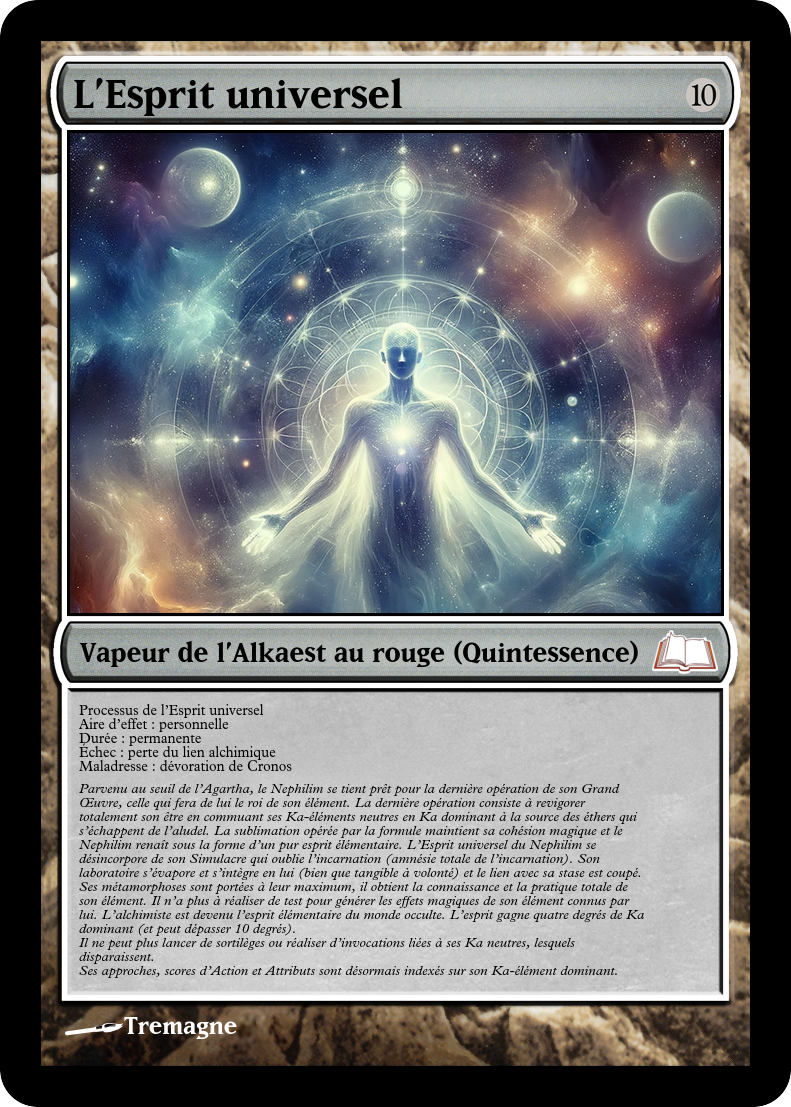 L'Esprit universel
10
Vapeur de l'Alkaest au rouge (Quintessence)
Processus de l'Esprit universel
Aire d'effet : personnelle
Durée : permanente
Échec : perte du lien alchimique
Maladresse : dévoration de Cronos
Parvenu au seuil de l'Agartha, le Nephilim se tient prêt pour la dernière opération de son Grand
Œuvre, celle qui fera de lui le roi de son élément. La dernière opération consiste à revigorer
totalement son être en commuant ses Ka-éléments neutres en Ka dominant à la source des éthers qui
s'échappent de l'aludel. La sublimation opérée par la formule maintient sa cohésion magique et le
Nephilim renaît sous la forme d'un pur esprit élémentaire. L'Esprit universel du Nephilim se
désincorpore de son Simulacre qui oublie l'incarnation (amnésie totale de l'incarnation). Son
laboratoire s'évapore et s'intègre en lui (bien que tangible à volonté) et le lien avec sa stase est coupé.
Ses métamorphoses sont portées à leur maximum, il obtient la connaissance et la pratique totale de
son élément. Il n'a plus à réaliser de test pour générer les effets magiques de son élément connus par
lui. L'alchimiste est devenu l'esprit élémentaire du monde occulte. L'esprit gagne quatre degrés de Ka
dominant (et peut dépasser 10 degrés).
Il ne peut plus lancer de sortilèges ou réaliser d'invocations liées à ses Ka neutres, lesquels
disparaissent.
Ses approches, scores d'Action et Attributs sont désormais indexés sur son Ka-élément dominant.
Tremagne